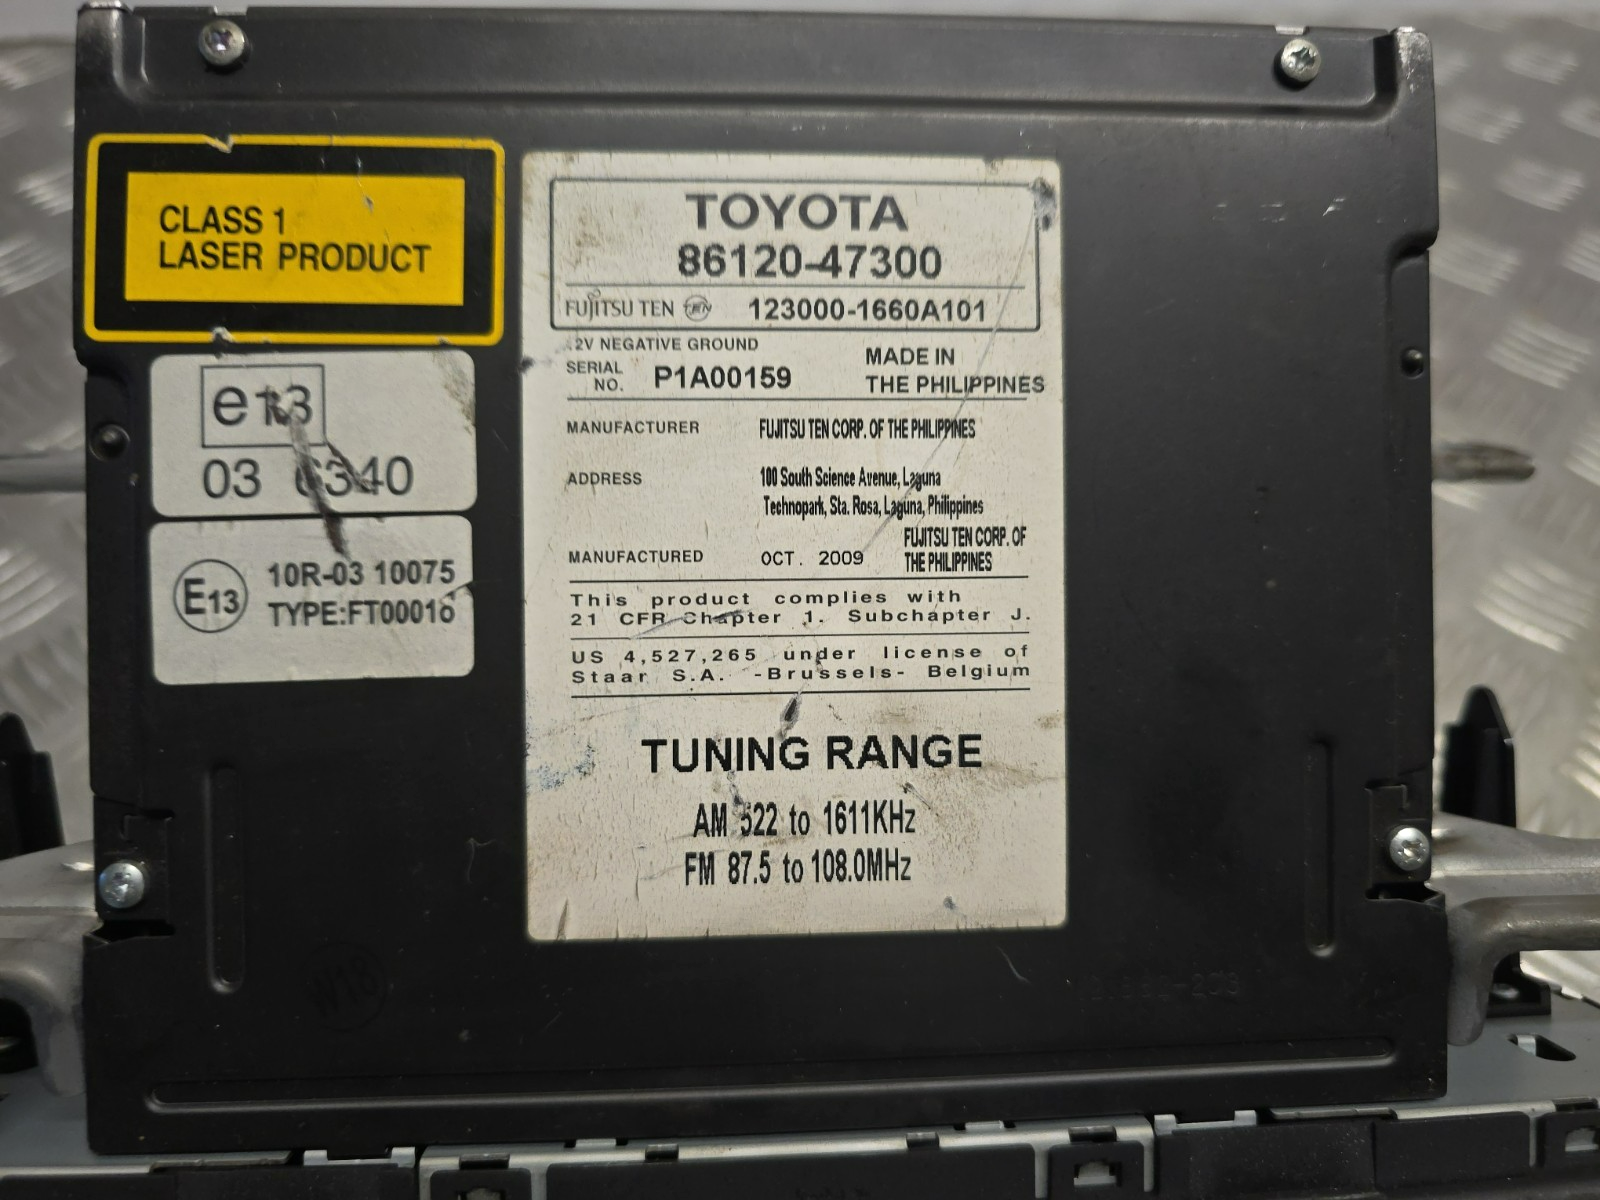 CLASS 1
LASER PRODUCT
e13
03 6340
E13
10R-03 10075
TYPE:FT00016
TOYOTA
86120-47300
FUJITSU TEN TEN 123000-1660A101
2V NEGATIVE GROUND
SERIAL NO. P1A00159
MADE IN
THE PHILIPPINES
MANUFACTURER FUJITSU TEN CORP. OF THE PHILIPPINES
ADDRESS 100 South Science Avenue, Laguna
Technopark, Sta. Rosa, Laguna, Philippines
MANUFACTURED OCT. 2009 FUJITSU TEN CORP. OF
THE PHILIPPINES
This product complies with
21 CFR Chapter 1. Subchapter J.
US 4,527,265 under license of
Staar S.A. -Brussels- Belgium
TUNING RANGE
AM 522 to 1611KHz
FM 87.5 to 108.0MHz